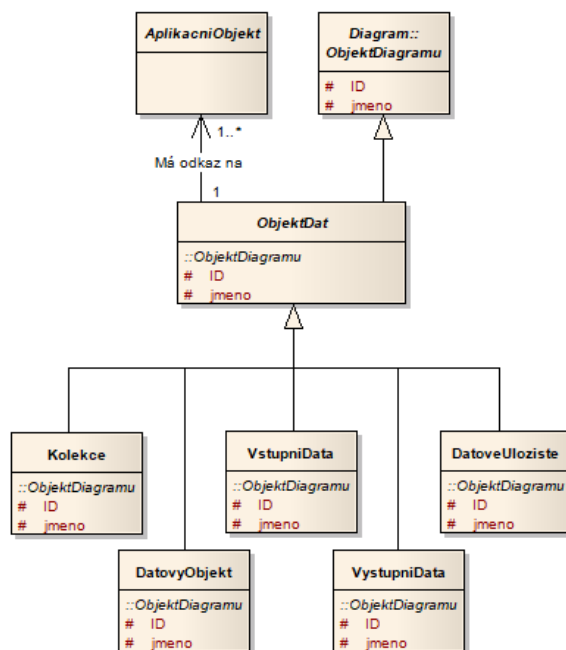 AplikacniObjekt
Diagram::
ObjektDiagramu
# ID
# jmeno
1..*
Má odkaz na
1
ObjektDat
::ObjektDiagramu
# ID
# jmeno
Kolekce
::ObjektDiagramu
# ID
# jmeno
VstupniData
::ObjektDiagramu
# ID
# jmeno
DatoveUloziste
::ObjektDiagramu
# ID
# jmeno
DatovyObjekt
::ObjektDiagramu
# ID
# jmeno
VystupniData
::ObjektDiagramu
# ID
# jmeno